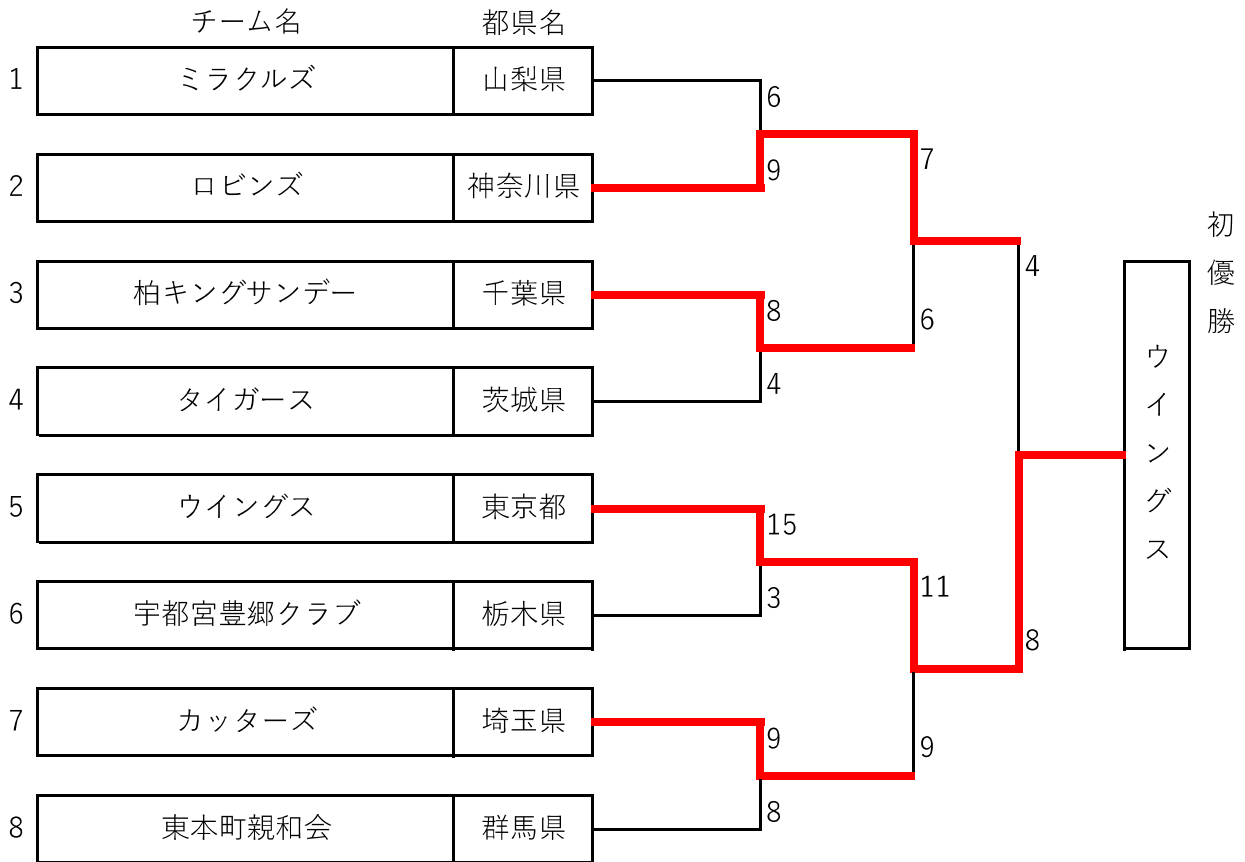 チーム名 都県名
1 ミラクルズ 山梨県
6
2 ロビンズ 神奈川県
9
7
3 柏キングサンデー 千葉県
8
6
4 タイガース 茨城県
4
4
5 ウイングス 東京都
15
11
6 宇都宮豊郷クラブ 栃木県
3
8
7 カッターズ 埼玉県
9
9
8 東本町親和会 群馬県
8
ウイングス
初優勝